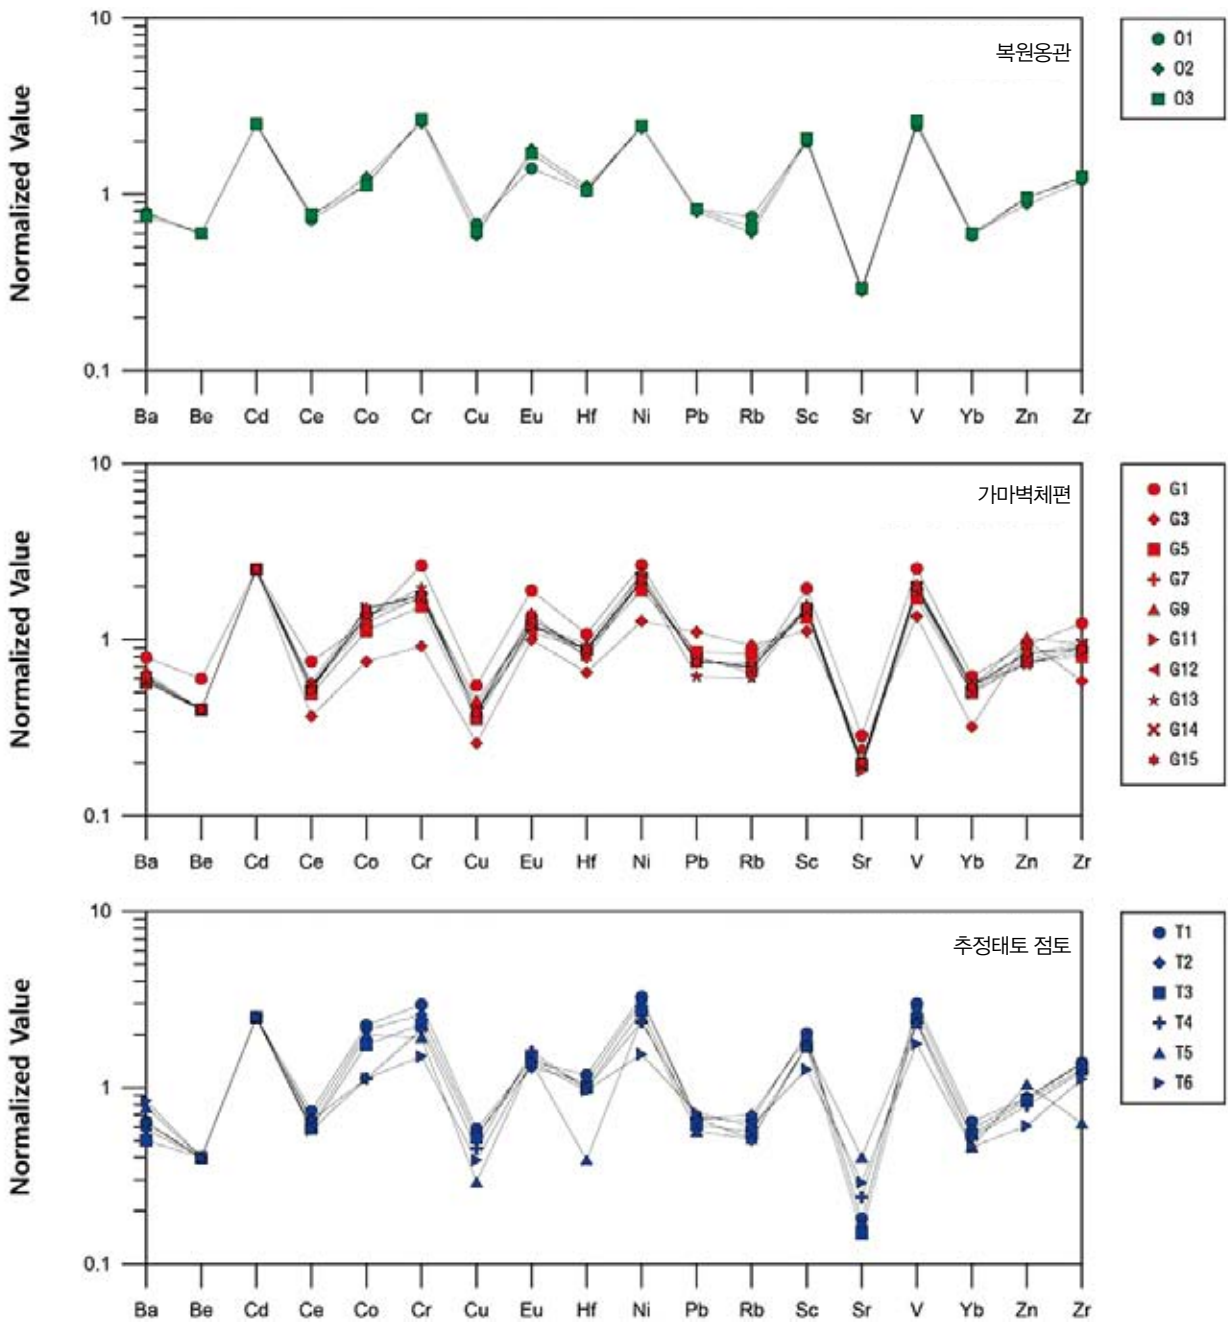 10
1
0.1
Normalized Value
복원옹관
Ba Be Cd Ce Co Cr Cu Eu Hf Ni Pb Rb Sc Sr V Yb Zn Zr
O1
O2
O3
10
1
0.1
Normalized Value
가마벽체편
Ba Be Cd Ce Co Cr Cu Eu Hf Ni Pb Rb Sc Sr V Yb Zn Zr
G1
G3
G5
G7
G9
G11
G12
G13
G14
G15
10
1
0.1
Normalized Value
추정태토 점토
Ba Be Cd Ce Co Cr Cu Eu Hf Ni Pb Rb Sc Sr V Yb Zn Zr
T1
T2
T3
T4
T5
T6